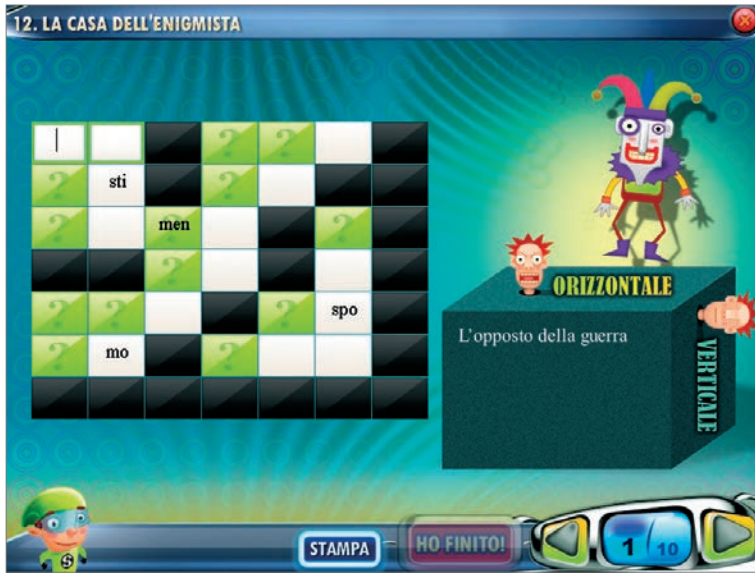 12. LA CASA DELL'ENIGMISTA
? ? ?
? sti ?
? men ?
?
? ? ? spo
? mo ?
ORIZZONTALE
L'opposto della guerra
VERTICALE
S
STAMPA
HO FINITO!
1 / 10